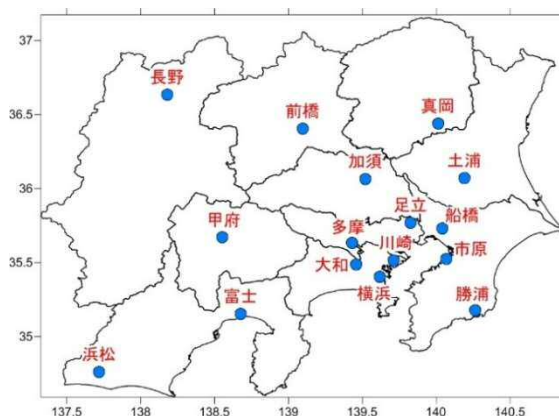 37
36.5
36
35.5
35
長野
前橋
真岡
加須
土浦
足立
船橋
甲府
多摩
川崎
市原
大和
横浜
富士
勝浦
浜松
137.5
138
138.5
139
139.5
140
140.5